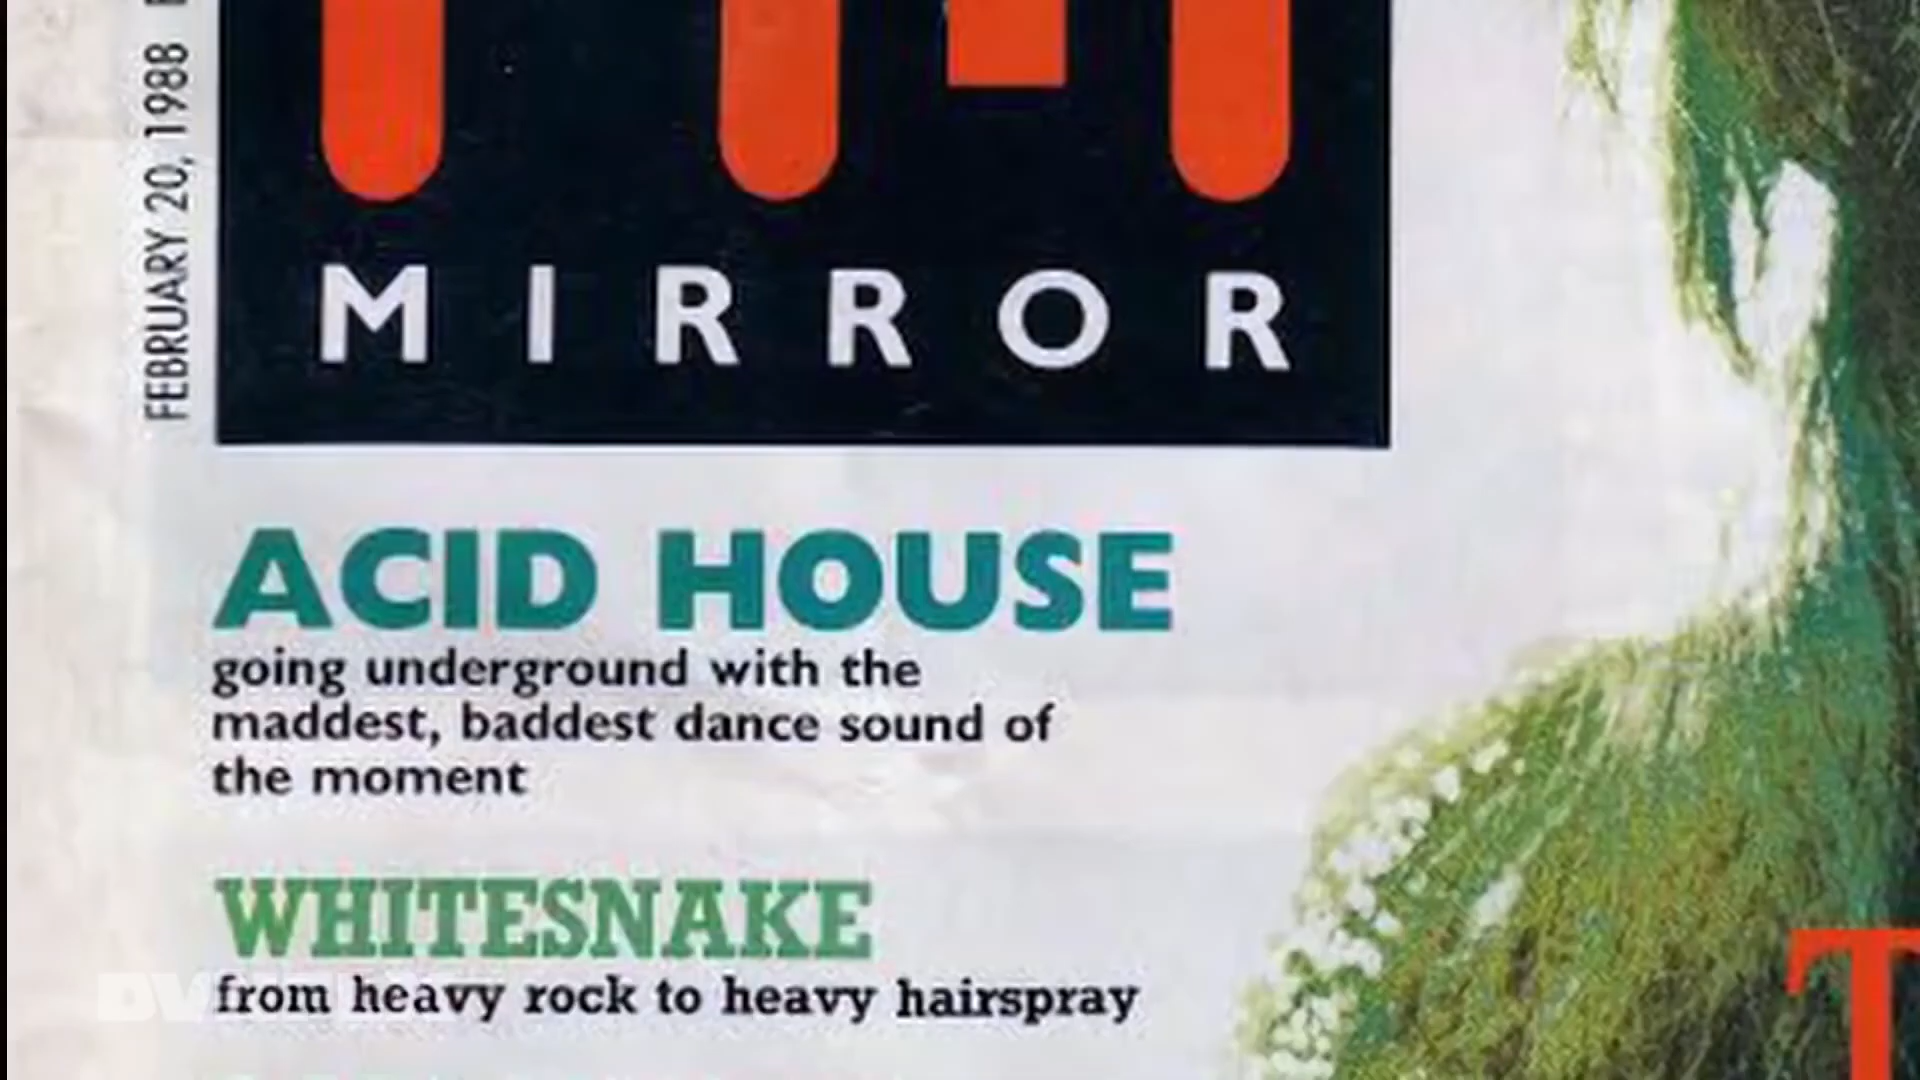 FEBRUARY 20, 1988
MIRROR
ACID HOUSE
going underground with the
maddest, baddest dance sound of
the moment
WHITESNAKE
from heavy rock to heavy hairspray
T